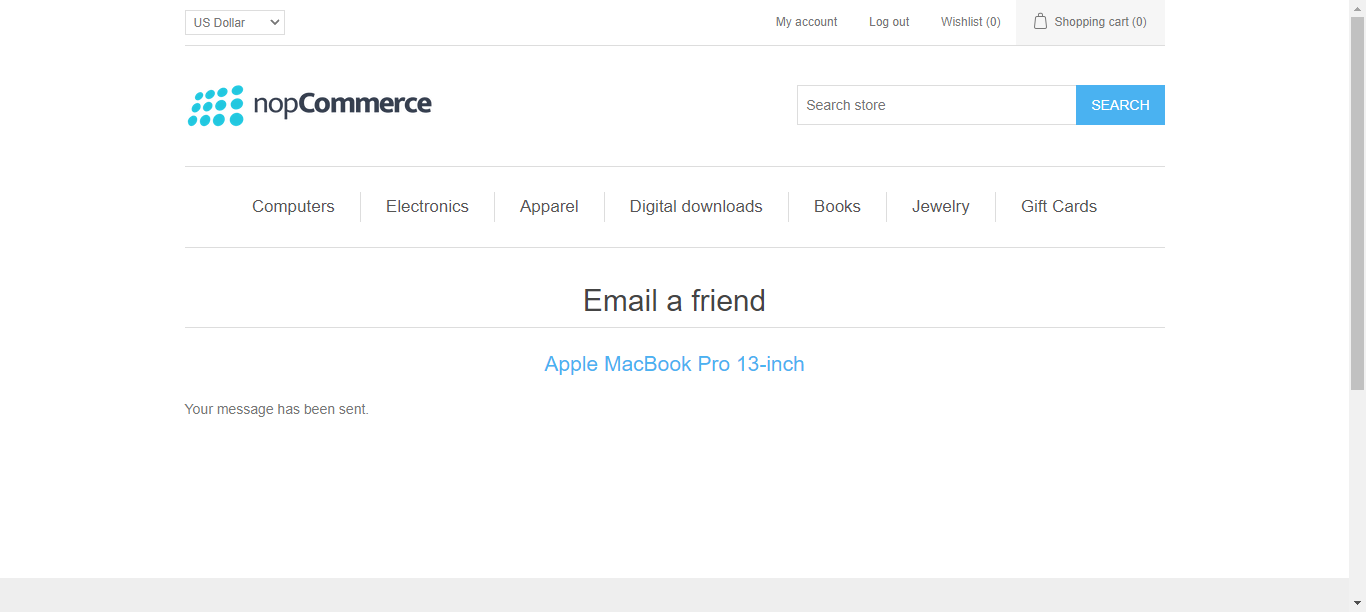 US Dollar
My account
Log out
Wishlist (0)
Shopping cart (0)
nopCommerce
Search store
SEARCH
Computers
Electronics
Apparel
Digital downloads
Books
Jewelry
Gift Cards
Email a friend
Apple MacBook Pro 13-inch
Your message has been sent.